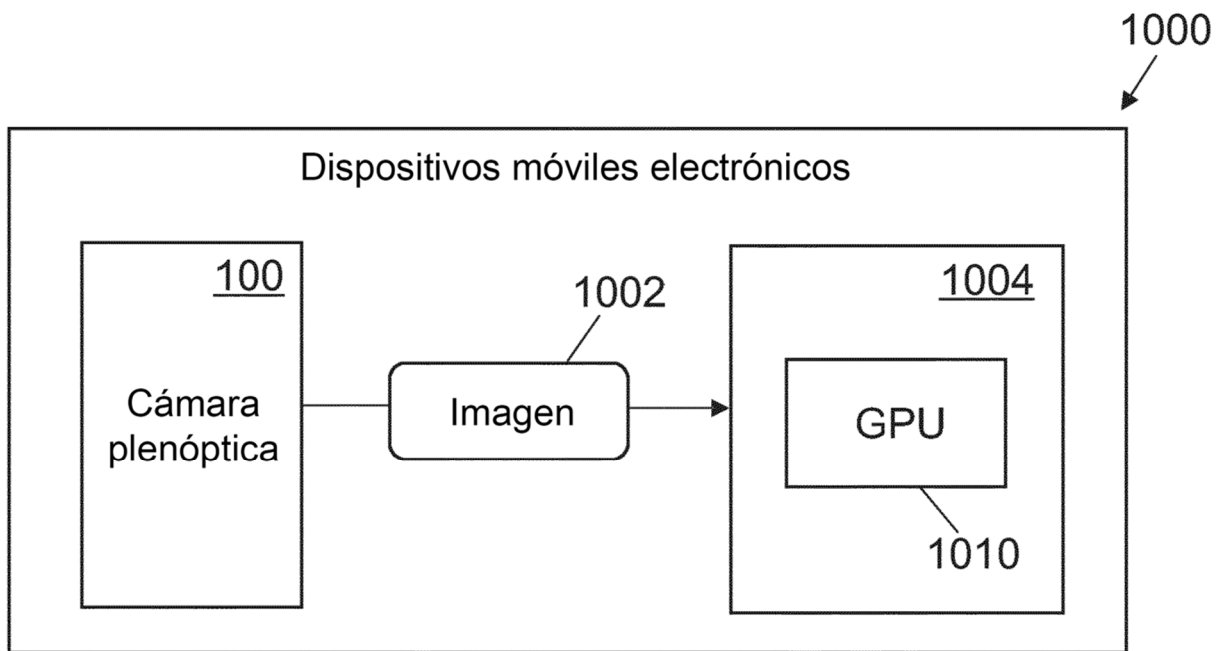 1000
Dispositivos móviles electrónicos
100
Cámara
plenóptica
1002
Imagen
1004
GPU
1010